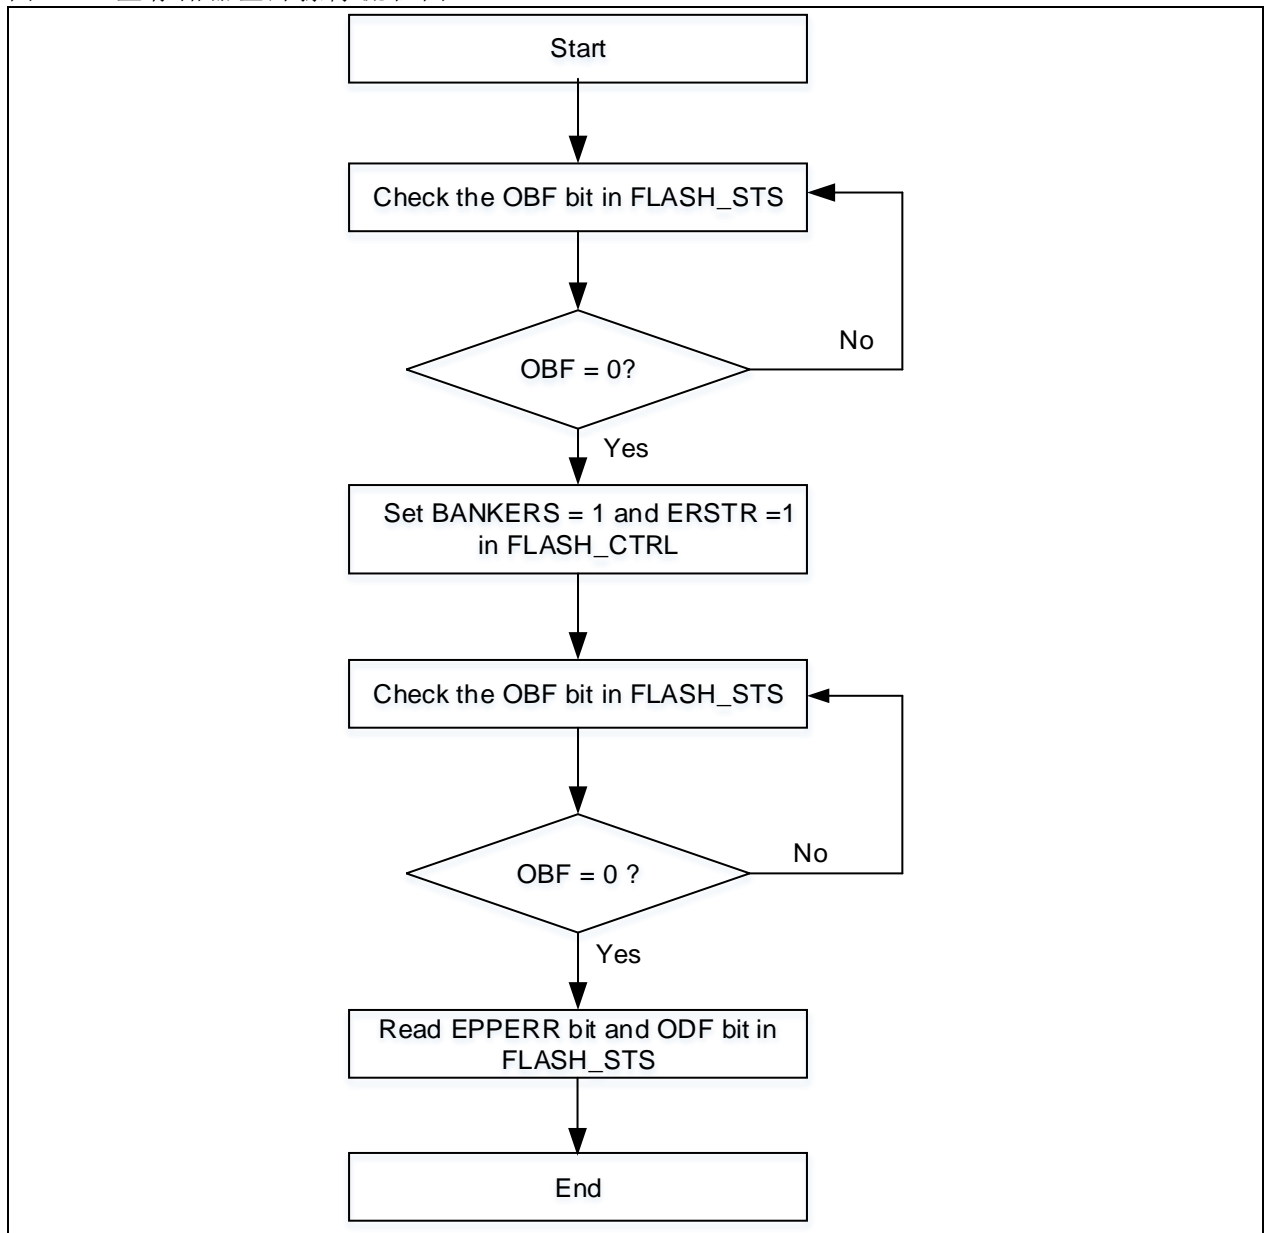 Start
Check the OBF bit in FLASH_STS
No
OBF = 0?
Yes
Set BANKERS = 1 and ERSTR =1
in FLASH_CTRL
Check the OBF bit in FLASH_STS
No
OBF = 0 ?
Yes
Read EPPERR bit and ODF bit in
FLASH_STS
End